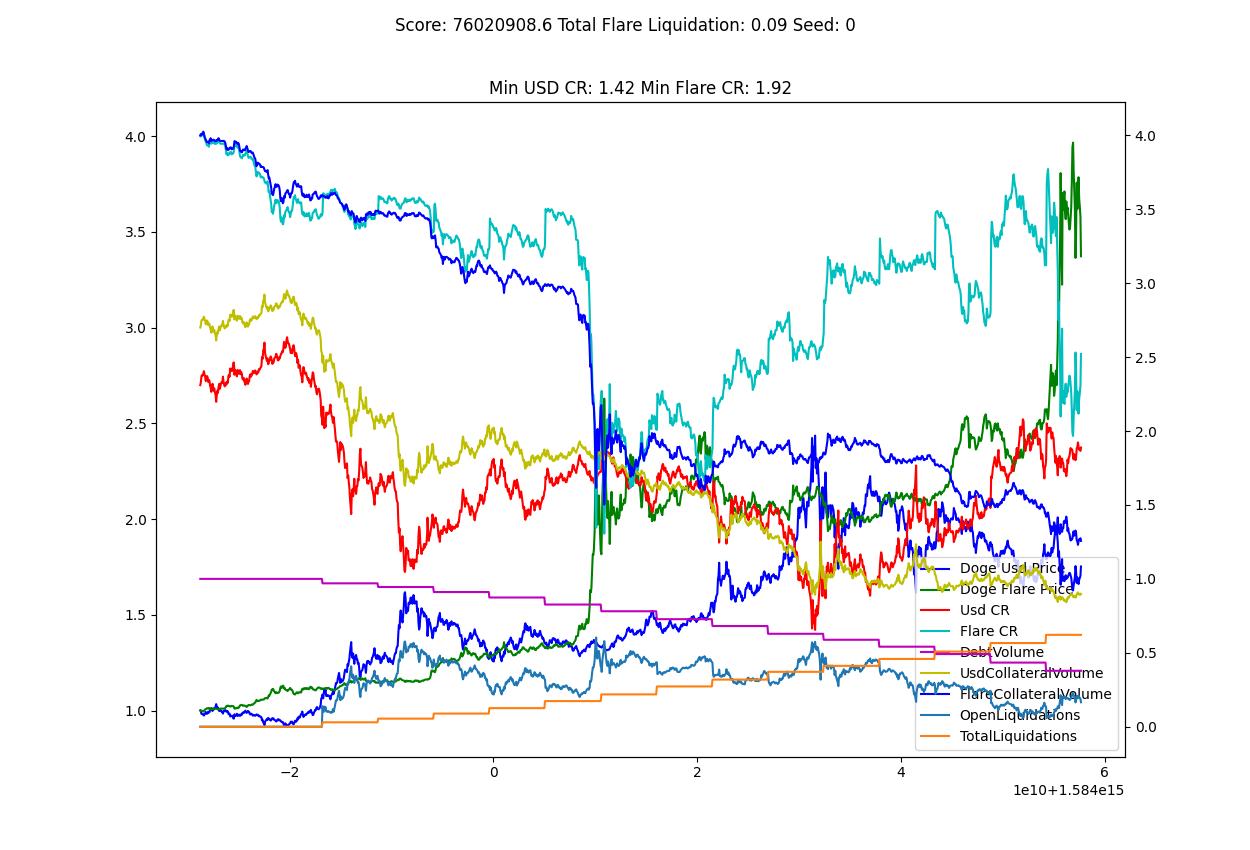 Score: 76020908.6 Total Flare Liquidation: 0.09 Seed: 0
Min USD CR: 1.42 Min Flare CR: 1.92
4.0
3.5
3.0
2.5
2.0
1.5
1.0
4.0
3.5
3.0
2.5
2.0
1.5
1.0
0.5
0.0
Doge Usd Price
Doge Flare Price
Usd CR
Flare CR
DebtVolume
UsdCollateralVolume
FlareCollateralVolume
OpenLiquidations
TotalLiquidations
−2 0 2 4 6
1e10+1.584e15